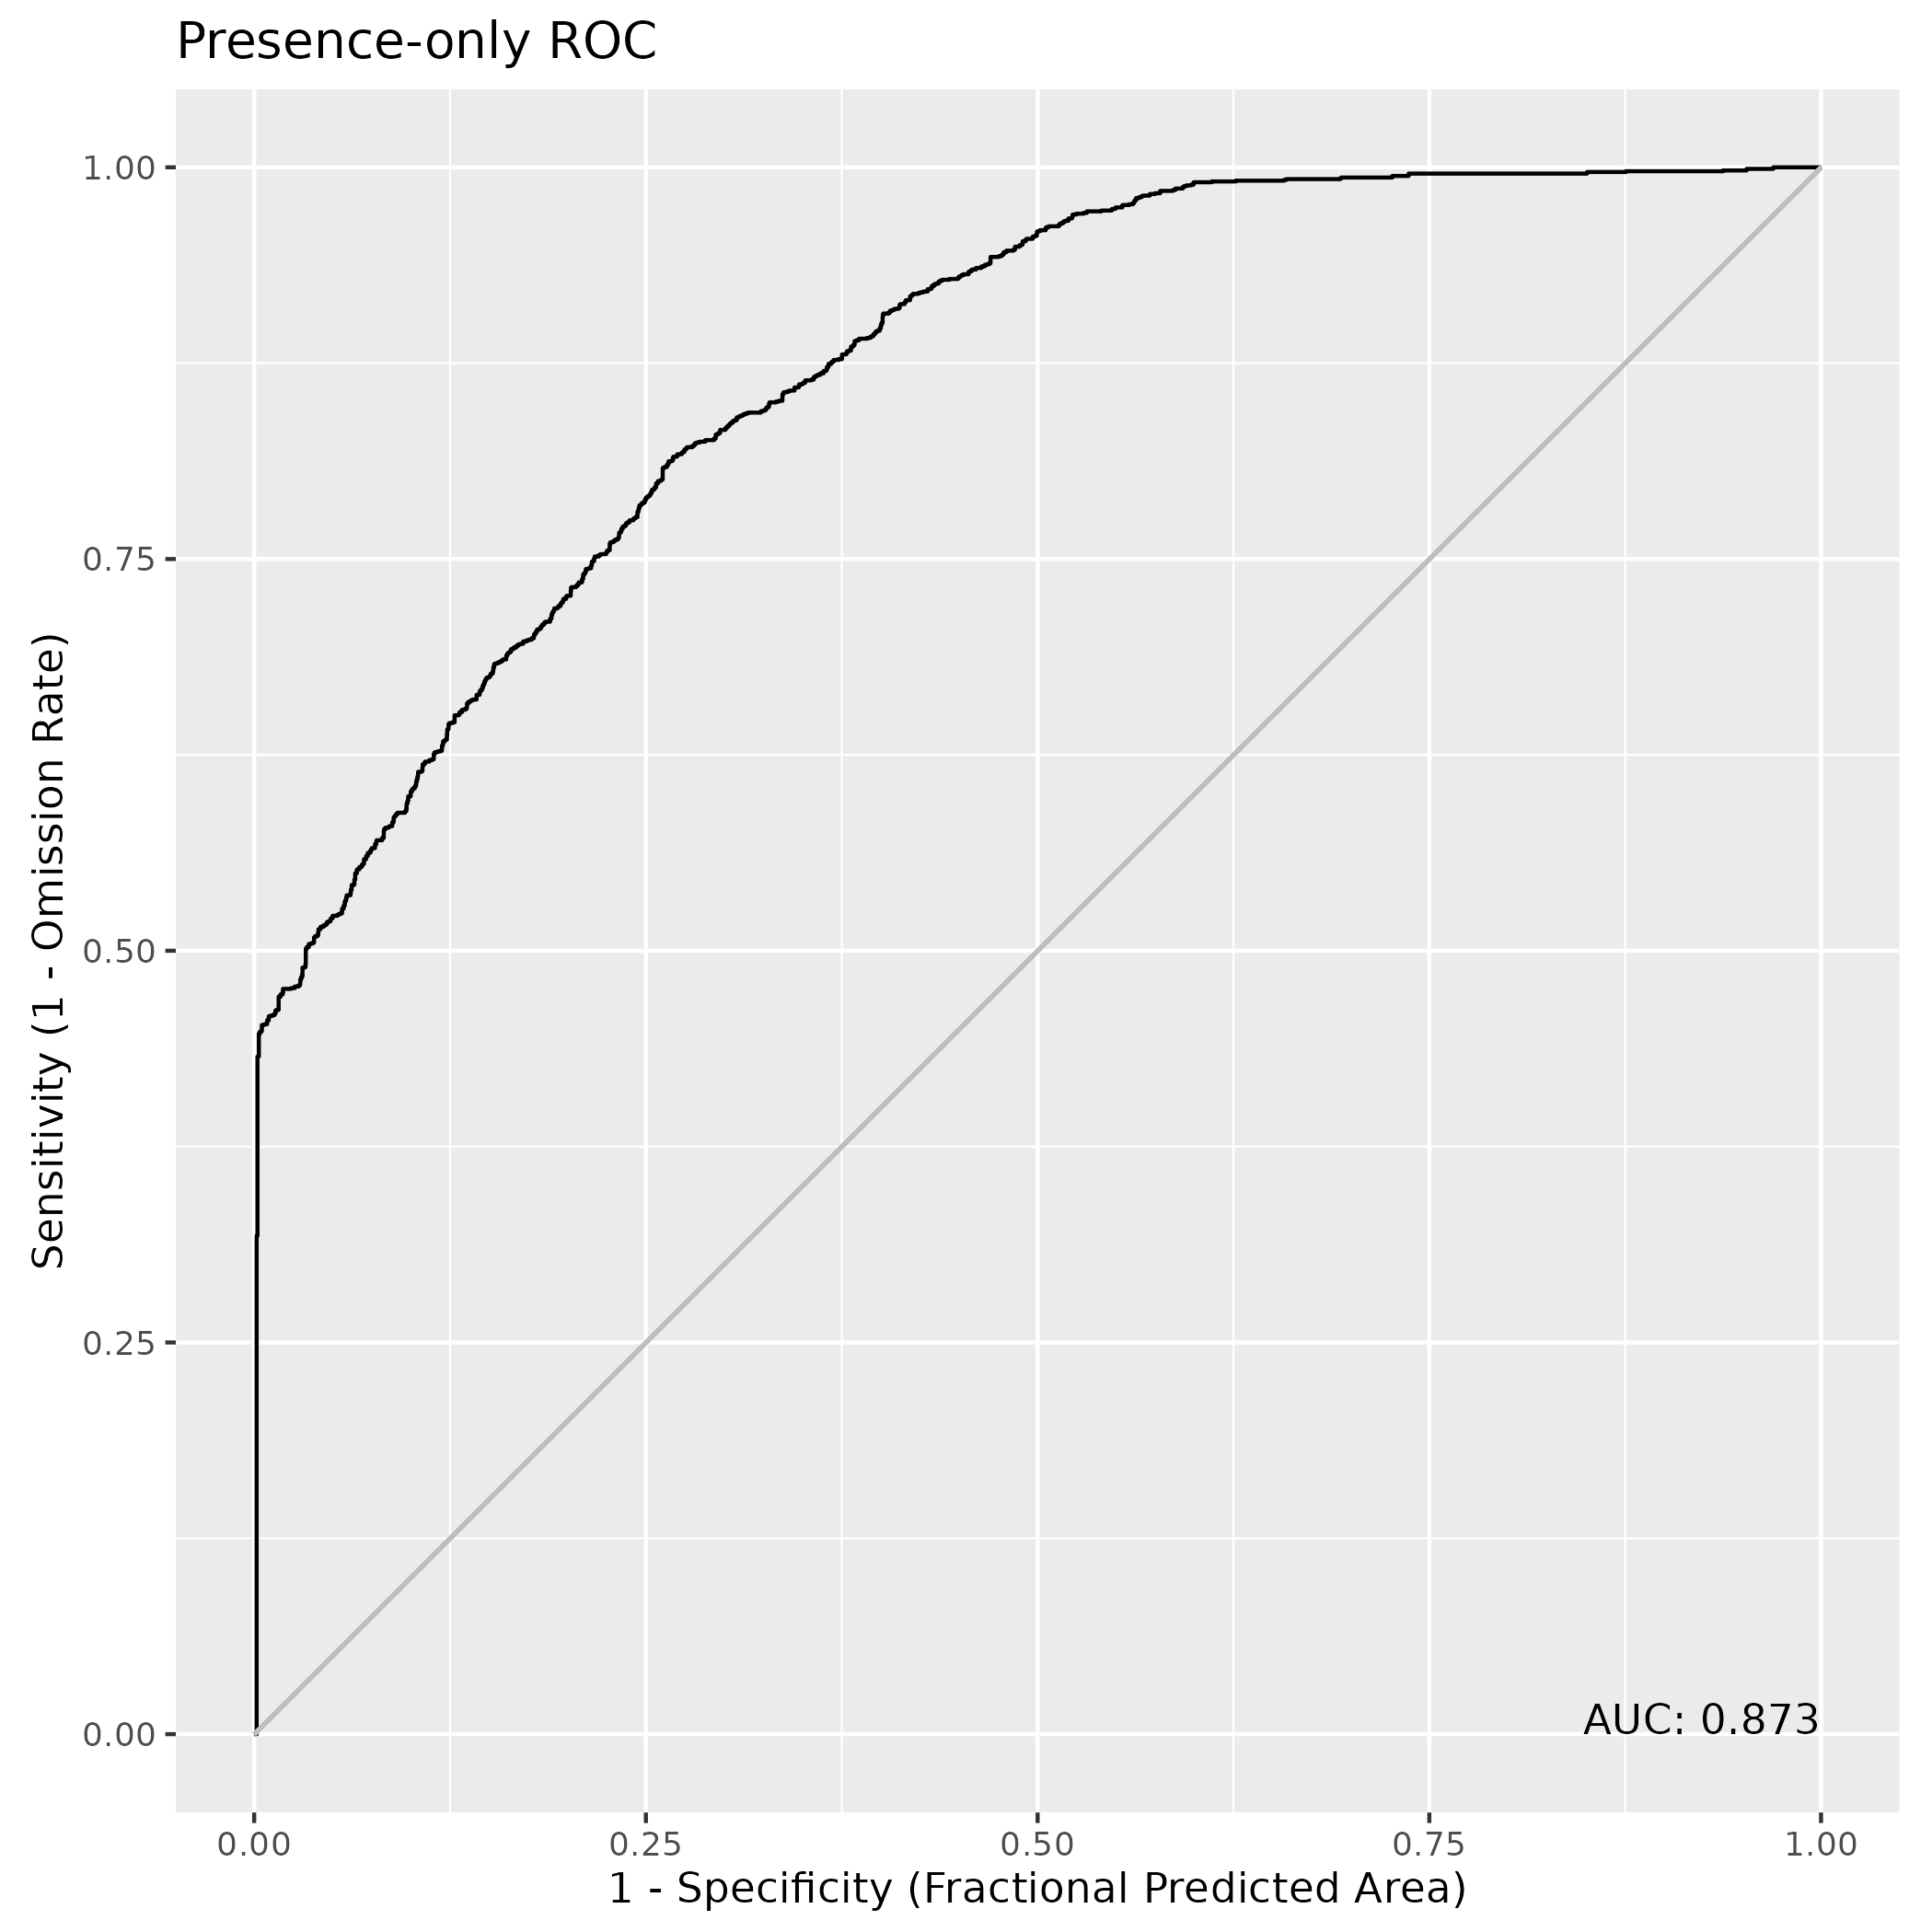 Presence-only ROC
1.00
0.75
0.50
0.25
0.00
Sensitivity (1 - Omission Rate)
AUC: 0.873
0.00 0.25 0.50 0.75 1.00
1 - Specificity (Fractional Predicted Area)